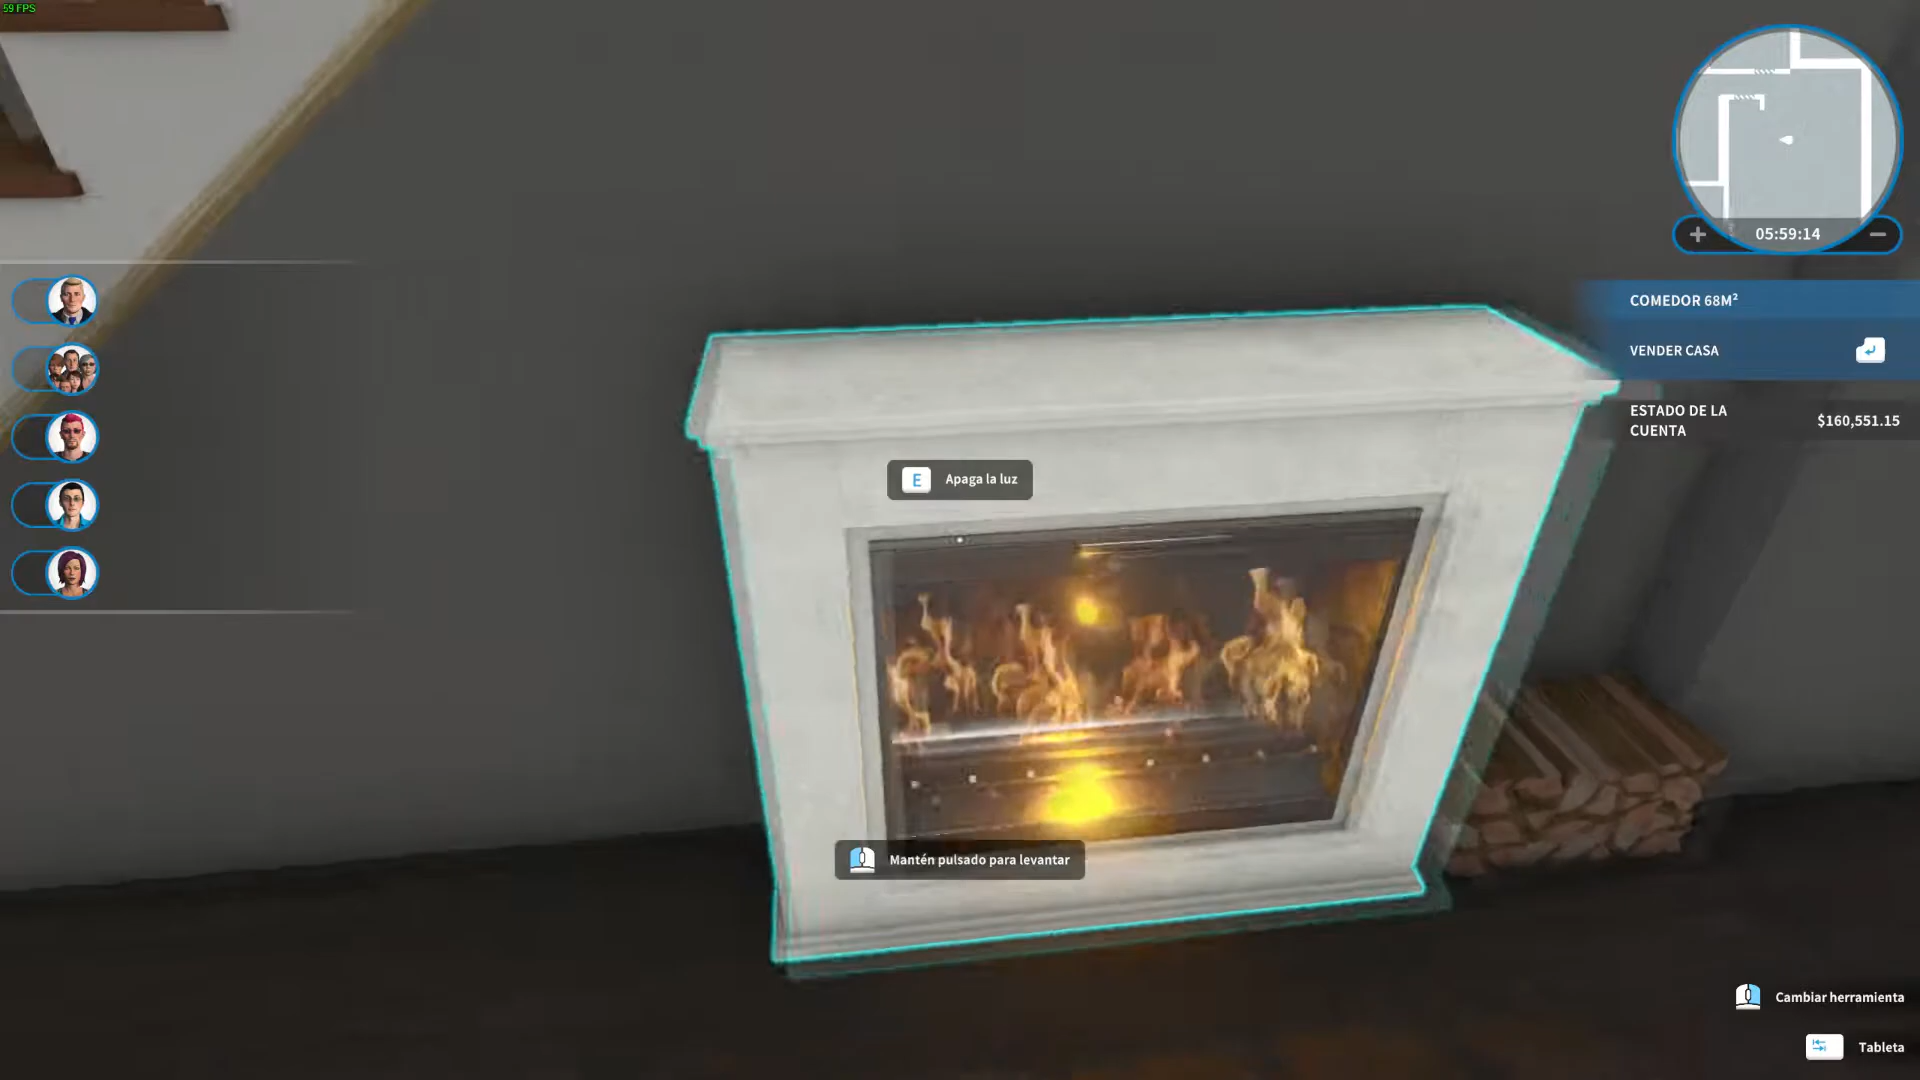 59 FPS
05:59:14
COMEDOR 68M²
VENDER CASA
ESTADO DE LA
CUENTA
$160,551.15
E Apaga la luz
Mantén pulsado para levantar
Cambiar herramienta
Tableta